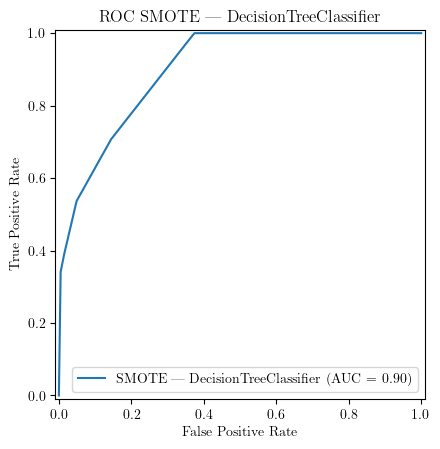 ROC SMOTE — DecisionTreeClassifier
1.0
0.8
0.6
0.4
0.2
0.0
True Positive Rate
SMOTE — DecisionTreeClassifier (AUC = 0.90)
0.0 0.2 0.4 0.6 0.8 1.0
False Positive Rate